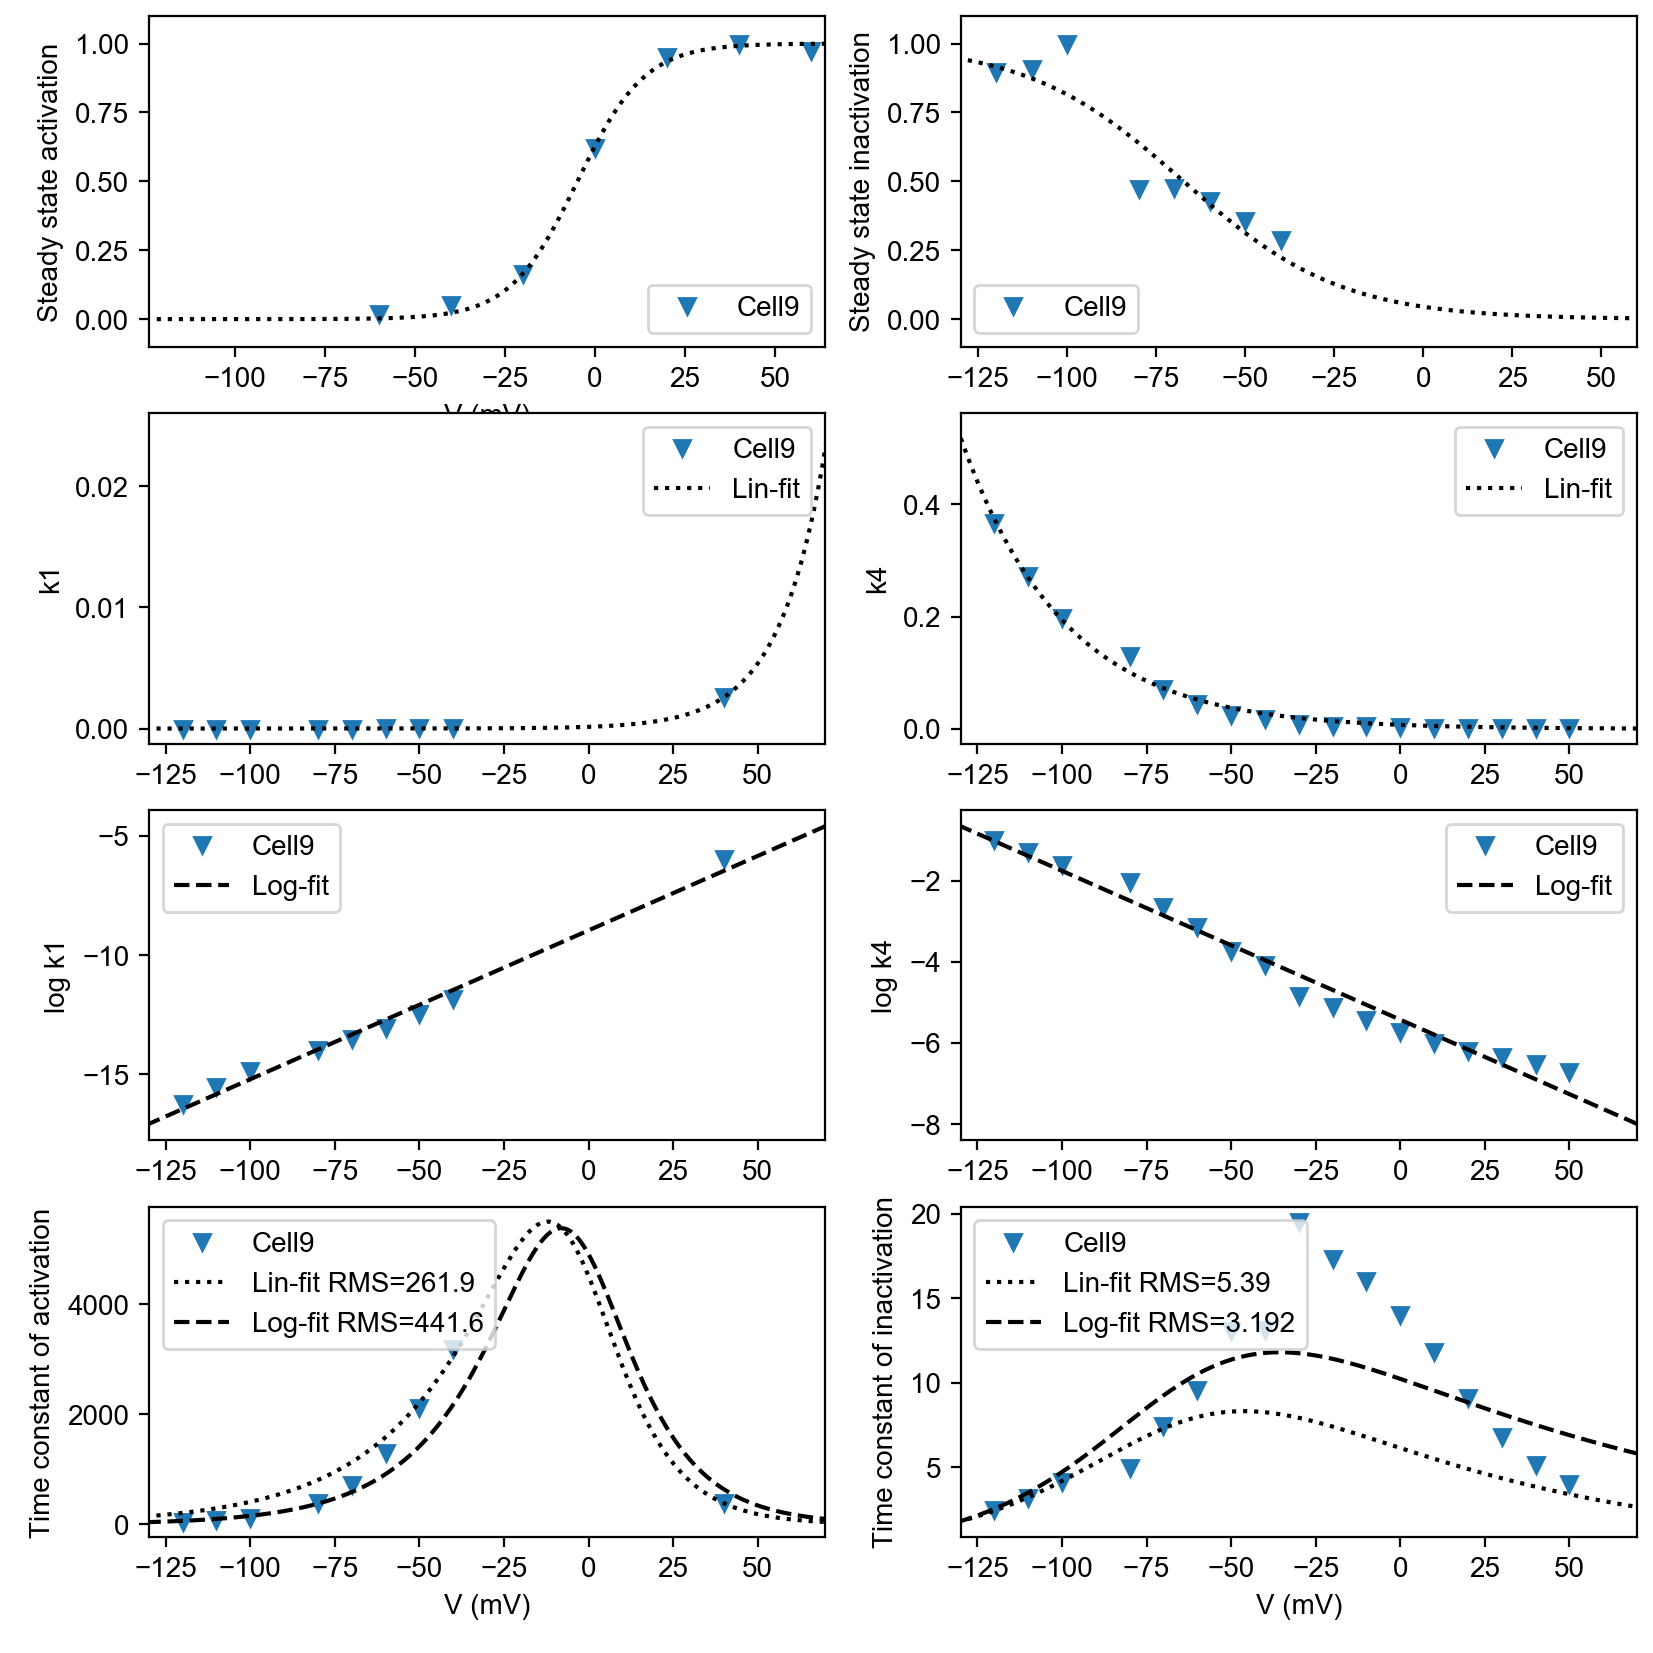 Steady state activation
1.00
0.75
0.50
0.25
0.00
Cell9
−100 −75 −50 −25 0 25 50
V (mV)
Steady state inactivation
1.00
0.75
0.50
0.25
0.00
Cell9
−125 −100 −75 −50 −25 0 25 50
k1
0.02
0.01
0.00
Cell9
Lin-fit
−125 −100 −75 −50 −25 0 25 50
k4
0.4
0.2
0.0
Cell9
Lin-fit
−125 −100 −75 −50 −25 0 25 50
log k1
−5
−10
−15
Cell9
Log-fit
−125 −100 −75 −50 −25 0 25 50
log k4
−2
−4
−6
−8
Cell9
Log-fit
−125 −100 −75 −50 −25 0 25 50
Time constant of activation
4000
2000
0
Cell9
Lin-fit RMS=261.9
Log-fit RMS=441.6
−125 −100 −75 −50 −25 0 25 50
V (mV)
Time constant of inactivation
20
15
10
5
Cell9
Lin-fit RMS=5.39
Log-fit RMS=3.192
−125 −100 −75 −50 −25 0 25 50
V (mV)